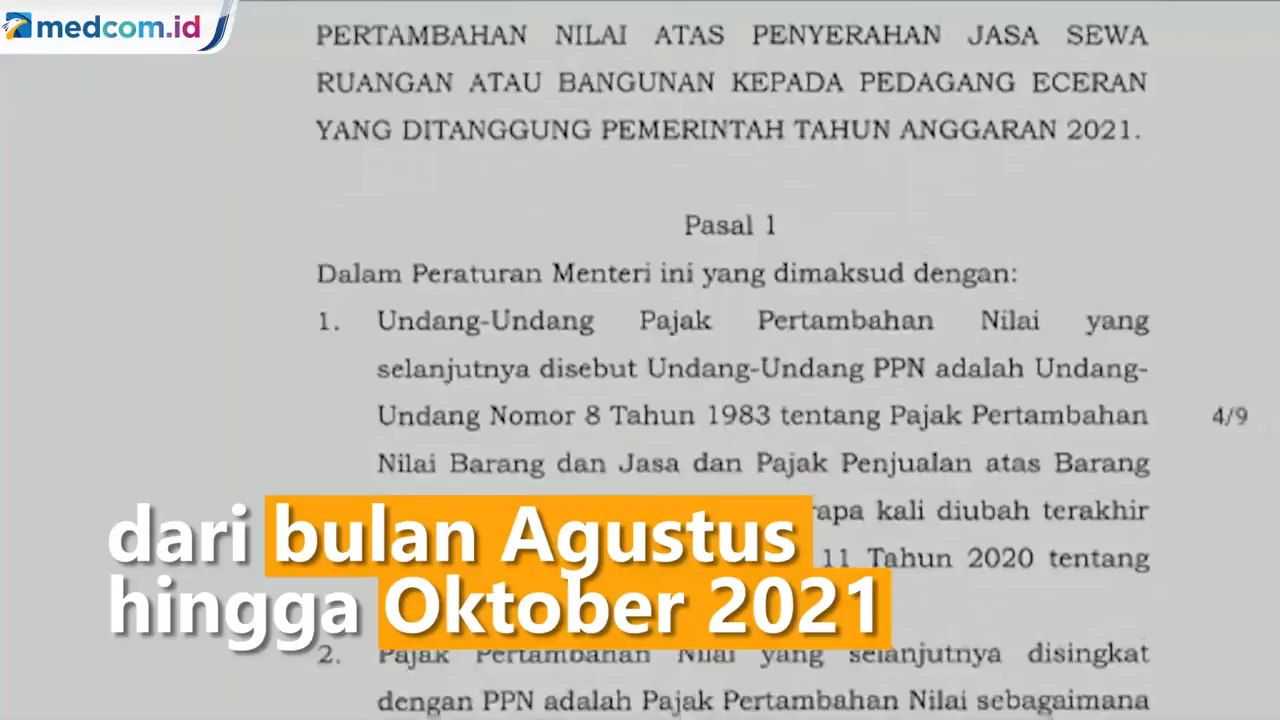 medcom.id
PERTAMBAHAN NILAI ATAS PENYERAHAN JASA SEWA
RUANGAN ATAU BANGUNAN KEPADA PEDAGANG ECERAN
YANG DITANGGUNG PEMERINTAH TAHUN ANGGARAN 2021.
Pasal 1
Dalam Peraturan Menteri ini yang dimaksud dengan:
1. Undang-Undang Pajak Pertambahan Nilai yang
selanjutnya disebut Undang-Undang PPN adalah Undang-
Undang Nomor 8 Tahun 1983 tentang Pajak Pertambahan
4/9
Nilai Barang dan Jasa dan Pajak Penjualan atas Barang
kali diubah terakhir
11 Tahun 2020 tentang
dari bulan Agustus
hingga Oktober 2021
2. Pajak Pertambahan Nilai yang selanjutnya disingkat
dengan PPN adalah Pajak Pertambahan Nilai sebagaimana